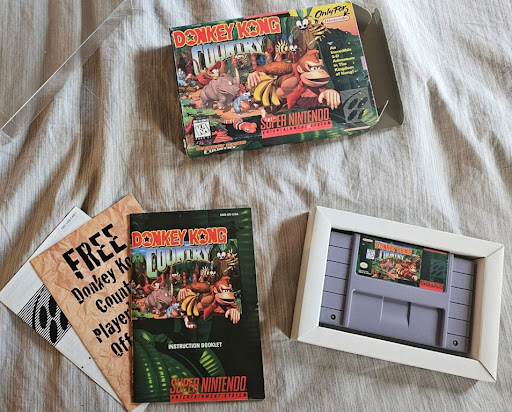 DONKEY KONG
COUNTRY
Only For
An
Incredible
3-D
Adventure
in The
Kingdom
of Kong!
SUPER NINTENDO
ENTERTAINMENT SYSTEM
FREE
Donkey Ko
Count
Player
Off
DONKEY KONG
COUNTRY
INSTRUCTION BOOKLET
SUPER NINTENDO
ENTERTAINMENT SYSTEM
DONKEY KONG
COUNTRY